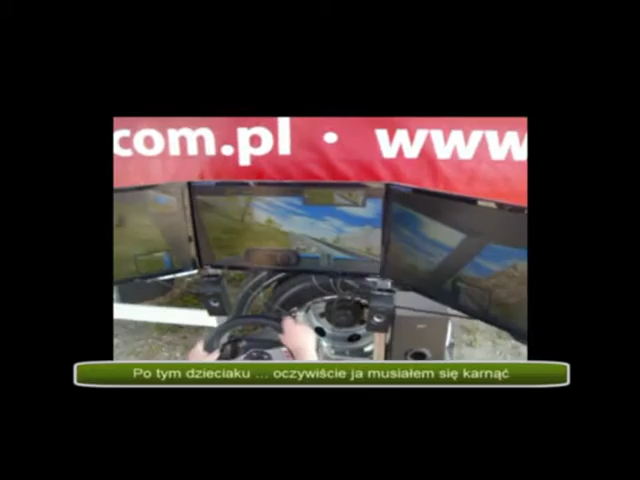 com.pl • www.
Po tym dzieciaku ... oczywiście ja musiałem się karnąć